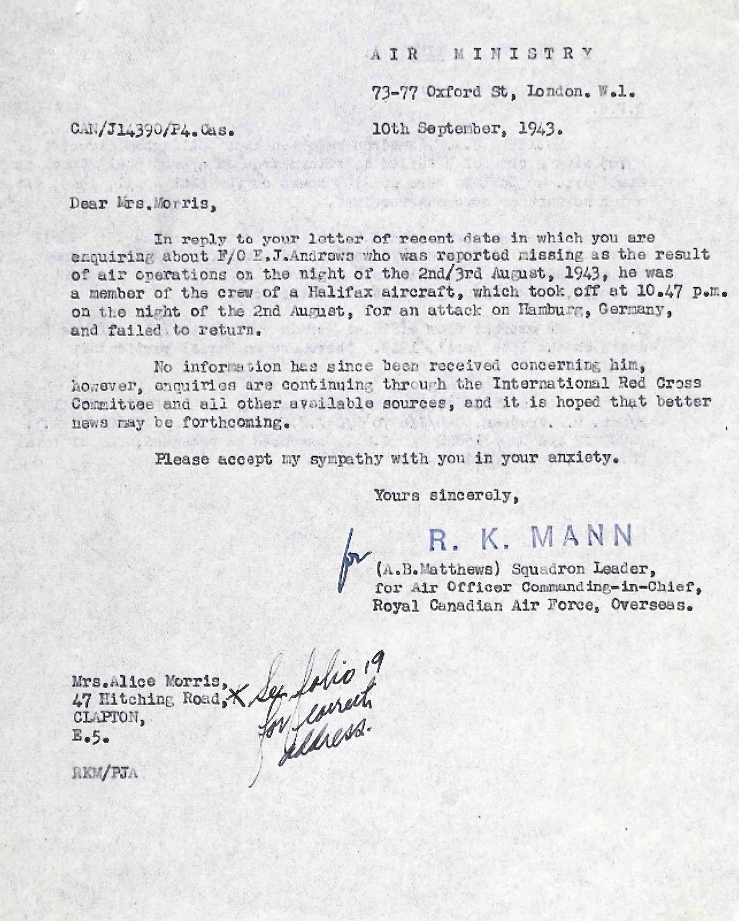 AIR MINISTRY
73-77 Oxford St, London. W.1.
CAN/J14390/P4.Cas.
10th September, 1943.
Dear Mrs.Morris,
In reply to your letter of recent date in which you are
enquiring about F/O E.J.Andrews who was reported missing as the result
of air operations on the night of the 2nd/3rd August, 1943, he was
a member of the crew of a Halifax aircraft, which took off at 10.47 p.m.
on the night of the 2nd August, for an attack on Hamburg, Germany,
and failed to return.
No information has since been received concerning him,
however, enquiries are continuing through the International Red Cross
Committee and all other available sources, and it is hoped that better
news may be forthcoming.
Please accept my sympathy with you in your anxiety.
Yours sincerely,
for R. K. MANN
(A.B.Matthews) Squadron Leader,
for Air Officer Commanding-in-Chief,
Royal Canadian Air Force, Overseas.
Mrs.Alice Morris,
47 Hitching Road,
CLAPTON,
E.5.
X See folio 19
for correct
address.
RKM/PJA